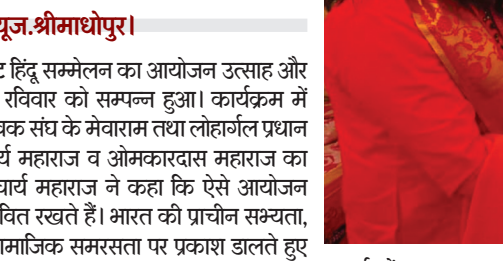 यूज.श्रीमाधोपुर।
हिंदू सम्मेलन का आयोजन उत्साह और
रविवार को सम्पन्न हुआ। कार्यक्रम में
संघ के मेवाराम तथा लोहार्गल प्रधान
महाराज व ओमकारदास महाराज का
महाराज ने कहा कि ऐसे आयोजन
रखते हैं। भारत की प्राचीन सभ्यता,
सामाजिक समरसता पर प्रकाश डालते हुए